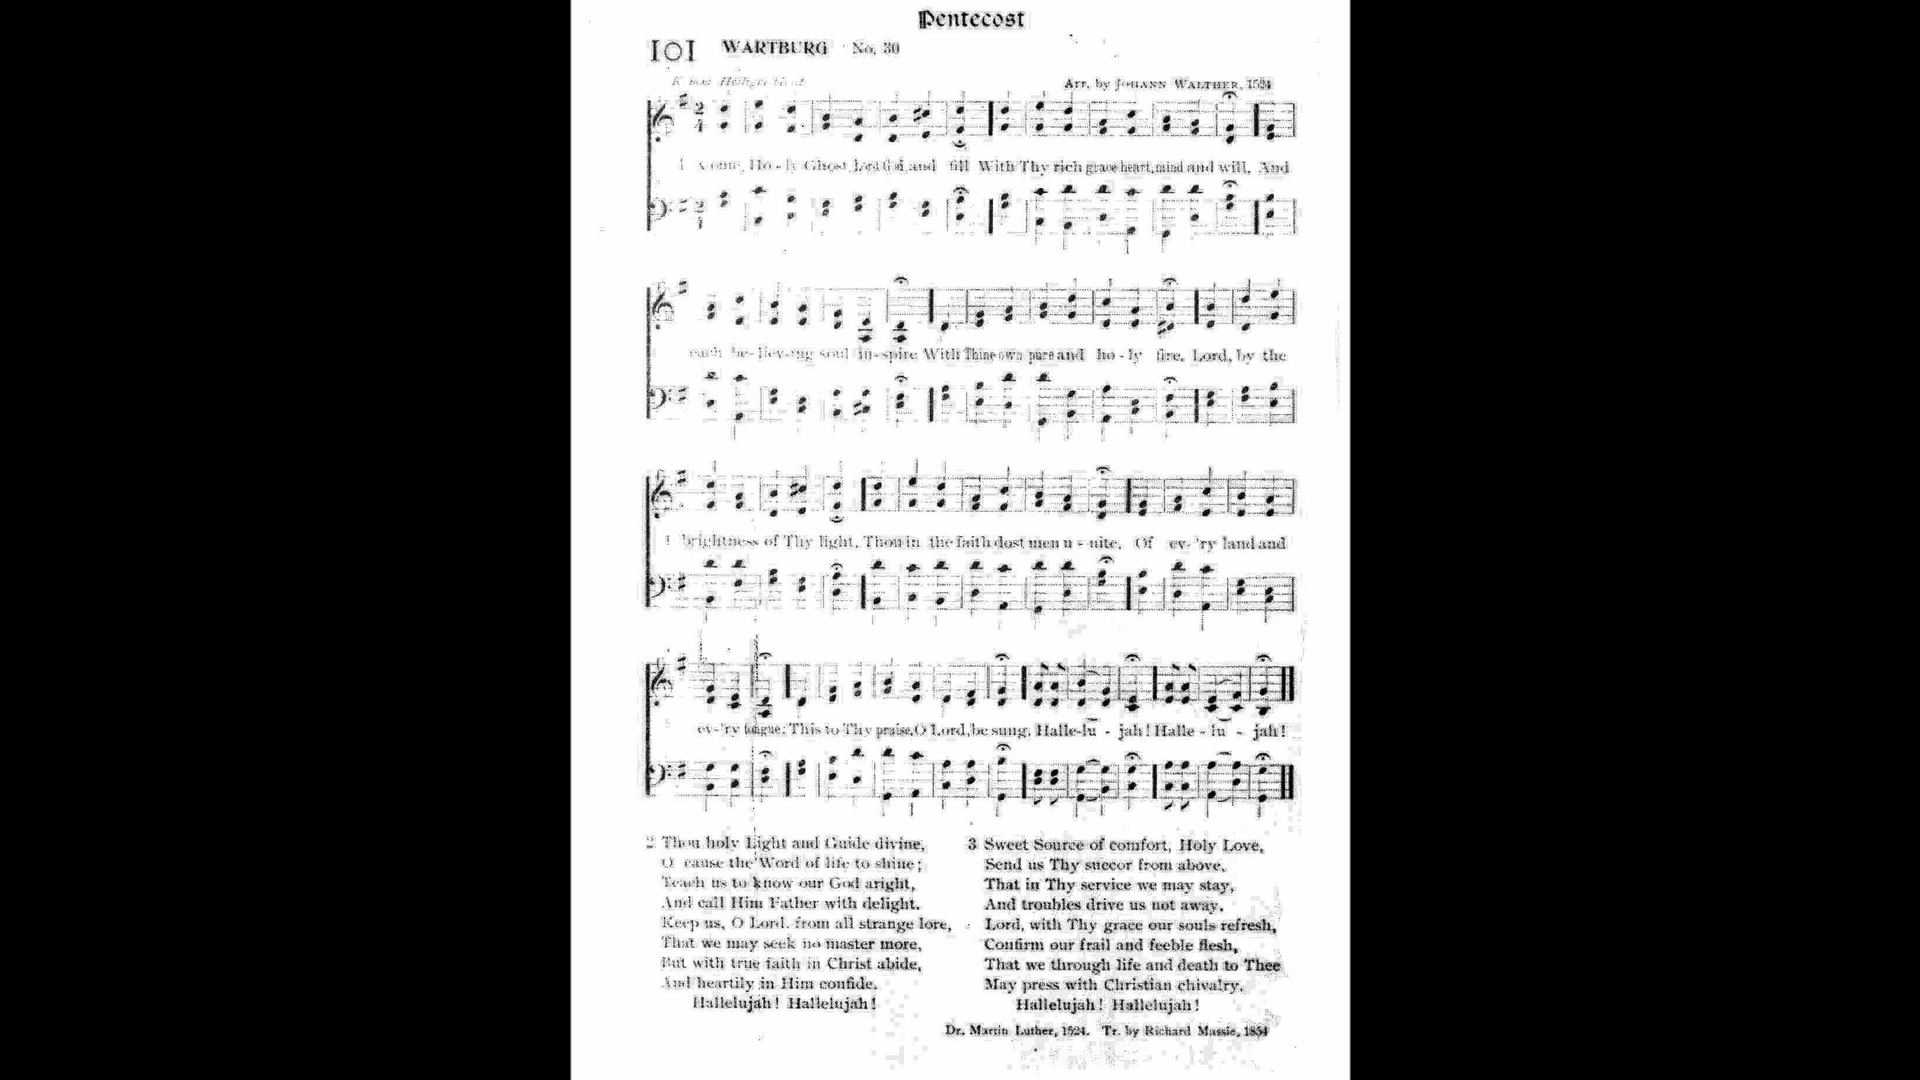 Pentecost
101 WARTBURG No. 30
Arr. by JOHANN WALTHER, 1524
1 Come, Ho - ly Ghost, Lord God, and fill With Thy rich grace heart, mind and will, And
each be - liev - ing soul in - spire With Thine own pure and ho - ly fire. Lord, by the
1 brightness of Thy light, Thou in the faith dost men u - nite, Of ev - 'ry land and
ev - 'ry tongue; This to Thy praise, O Lord, be sung. Halle - lu - jah! Halle - lu - jah!
2 Thou holy Light and Guide divine,
O cause the Word of life to shine;
Teach us to know our God aright,
And call Him Father with delight.
Keep us, O Lord, from all strange lore,
That we may seek no master more,
But with true faith in Christ abide,
And heartily in Him confide.
Hallelujah! Hallelujah!
3 Sweet Source of comfort, Holy Love,
Send us Thy succor from above,
That in Thy service we may stay,
And troubles drive us not away.
Lord, with Thy grace our souls refresh,
Confirm our frail and feeble flesh,
That we through life and death to Thee
May press with Christian chivalry.
Hallelujah! Hallelujah!
Dr. Martin Luther, 1524. Tr. by Richard Massie, 1854